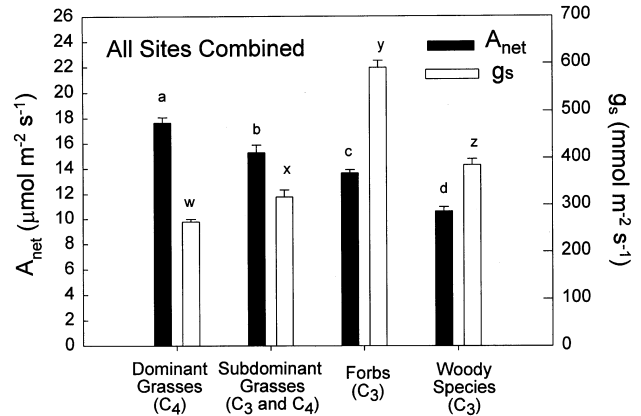 All Sites Combined
A_net
g_s
26
24
22
20
18
16
14
12
10
8
6
4
2
0
A_net (μmol m⁻² s⁻¹)
700
600
500
400
300
200
100
000
g_s (mmol m⁻² s⁻¹)
a
w
b
x
c
y
d
z
Dominant
Grasses
(C₄)
Subdominant
Grasses
(C₃ and C₄)
Forbs
(C₃)
Woody
Species
(C₃)